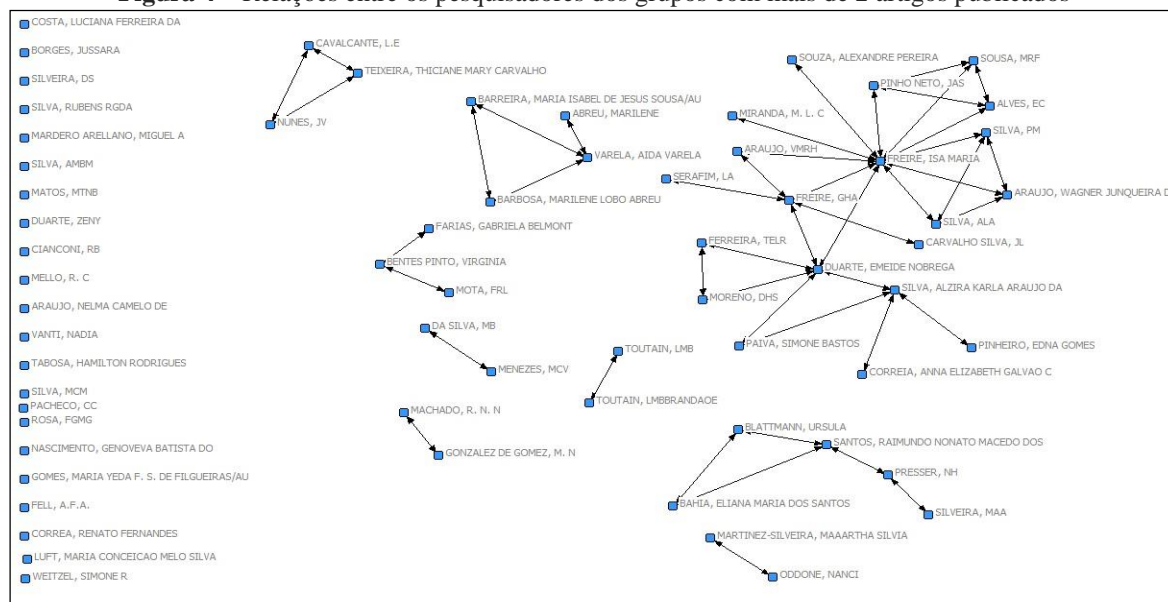 Figura 4 – Relações entre os pesquisadores dos grupos com mais de 2 artigos publicados
COSTA, LUCIANA FERREIRA DA
BORGES, JUSSARA
SILVEIRA, DS
SILVA, RUBENS RGDA
MARDERO ARELLANO, MIGUEL A
SILVA, AMBM
MATOS, MTNB
DUARTE, ZENY
CIANCONI, RB
MELLO, R. C
ARAUJO, NELMA CAMELO DE
VANTI, NADIA
TABOSA, HAMILTON RODRIGUES
SILVA, MCM
PACHECO, CC
ROSA, FGMG
NASCIMENTO, GENOVEVA BATISTA DO
GOMES, MARIA YEDA F. S. DE FILGUEIRAS/AU
FELL, A.F.A.
CORREA, RENATO FERNANDES
LUFT, MARIA CONCEICAO MELO SILVA
WEITZEL, SIMONE R
CAVALCANTE, L.E
TEIXEIRA, THICIANE MARY CARVALHO
NUNES, JV
BARREIRA, MARIA ISABEL DE JESUS SOUSA/AU
ABREU, MARILENE
VARELA, AIDA VARELA
BARBOSA, MARILENE LOBO ABREU
FARIAS, GABRIELA BELMONT
BENTES PINTO, VIRGINIA
MOTA, FRL
DA SILVA, MB
MENEZES, MCV
TOUTAIN, LMB
TOUTAIN, LMBBRANDAOE
MACHADO, R. N. N
GONZALEZ DE GOMEZ, M. N
SOUZA, ALEXANDRE PEREIRA
SOUSA, MRF
PINHO NETO, JAS
ALVES, EC
MIRANDA, M. L. C
SILVA, PM
ARAUJO, VMRH
FREIRE, ISA MARIA
SERAFIM, LA
ARAUJO, WAGNER JUNQUEIRA D
FREIRE, GHA
SILVA, ALA
CARVALHO SILVA, JL
FERREIRA, TELR
DUARTE, EMEIDE NOBREGA
SILVA, ALZIRA KARLA ARAUJO DA
MORENO, DHS
PAIVA, SIMONE BASTOS
PINHEIRO, EDNA GOMES
CORREIA, ANNA ELIZABETH GALVAO C
BLATTMANN, URSULA
SANTOS, RAIMUNDO NONATO MACEDO DOS
PRESSER, NH
BAHIA, ELIANA MARIA DOS SANTOS
SILVEIRA, MAA
MARTINEZ-SILVEIRA, MAAARTHA SILVIA
ODDONE, NANCI